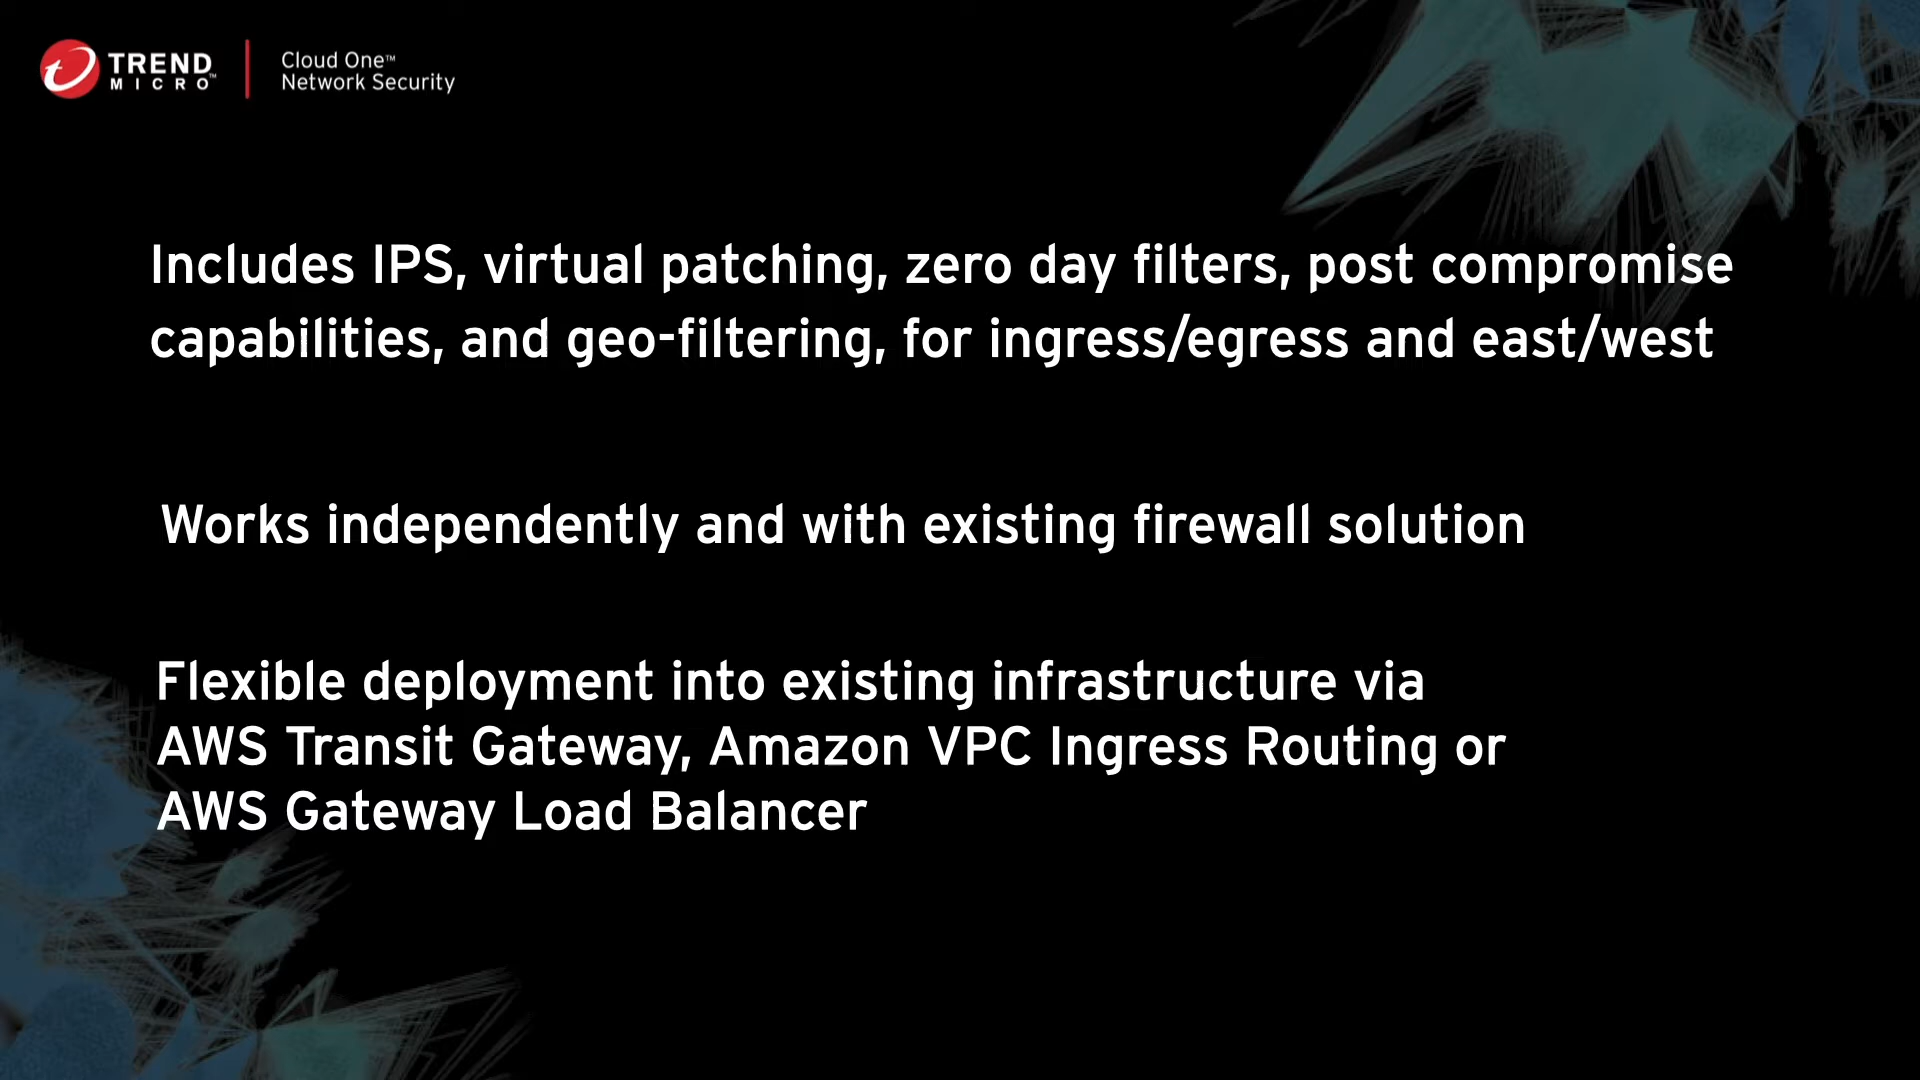 TREND
MICRO™
Cloud One™
Network Security
Includes IPS, virtual patching, zero day filters, post compromise
capabilities, and geo-filtering, for ingress/egress and east/west
Works independently and with existing firewall solution
Flexible deployment into existing infrastructure via
AWS Transit Gateway, Amazon VPC Ingress Routing or
AWS Gateway Load Balancer